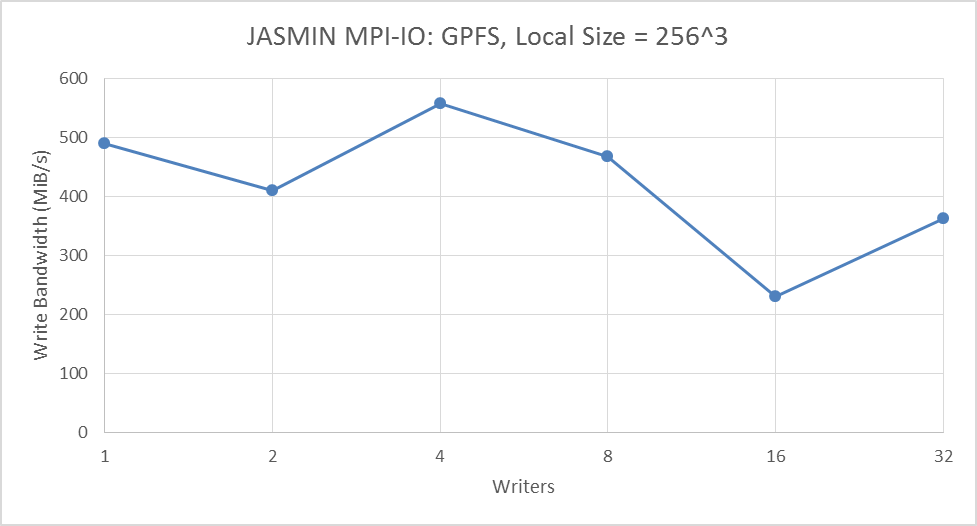 JASMIN MPI-IO: GPFS, Local Size = 256^3
Write Bandwidth (MiB/s)
600
500
400
300
200
100
0
1 2 4 8 16 32
Writers